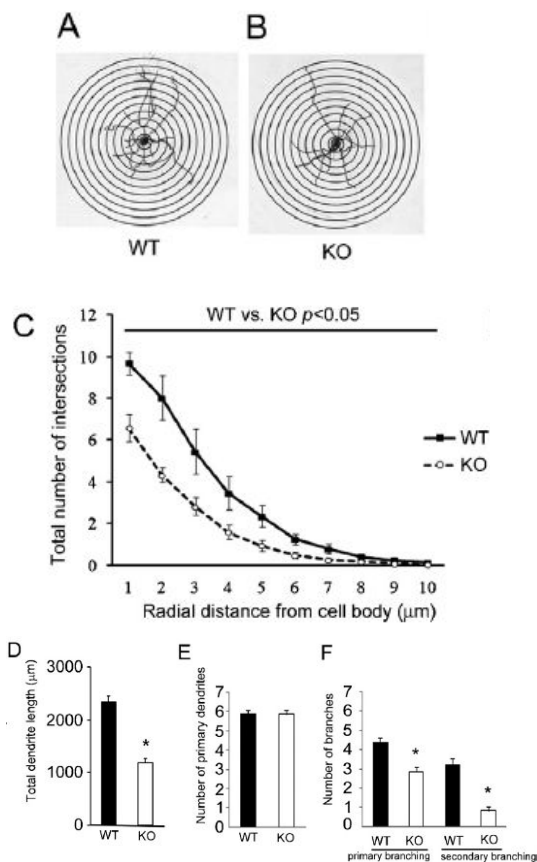 A B
WT KO
C
WT vs. KO p<0.05
Total number of intersections
12
10
8
6
4
2
0
WT
KO
1 2 3 4 5 6 7 8 9 10
Radial distance from cell body (μm)
D
Total dendrite length (μm)
3000
2000
1000
0
*
WT KO
E
Number of primary dendrites
7
6
5
4
3
2
1
0
WT KO
F
Number of branches
7
6
5
4
3
2
1
0
*
*
WT KO WT KO
primary branching secondary branching